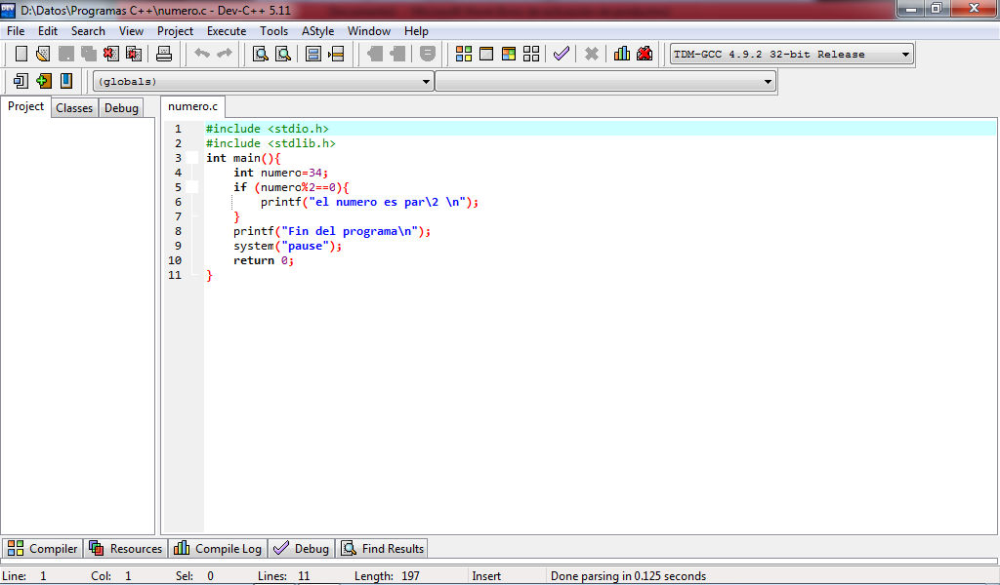 D:\Datos\Programas C++\numero.c - Dev-C++ 5.11
File Edit Search View Project Execute Tools AStyle Window Help
TDM-GCC 4.9.2 32-bit Release
(globals)
Project Classes Debug numero.c
1 #include <stdio.h>
2 #include <stdlib.h>
3 int main(){
4 int numero=34;
5 if (numero%2==0){
6 printf("el numero es par\2 \n");
7 }
8 printf("Fin del programa\n");
9 system("pause");
10 return 0;
11 }
Compiler Resources Compile Log Debug Find Results
Line: 1 Col: 1 Sel: 0 Lines: 11 Length: 197 Insert Done parsing in 0.125 seconds